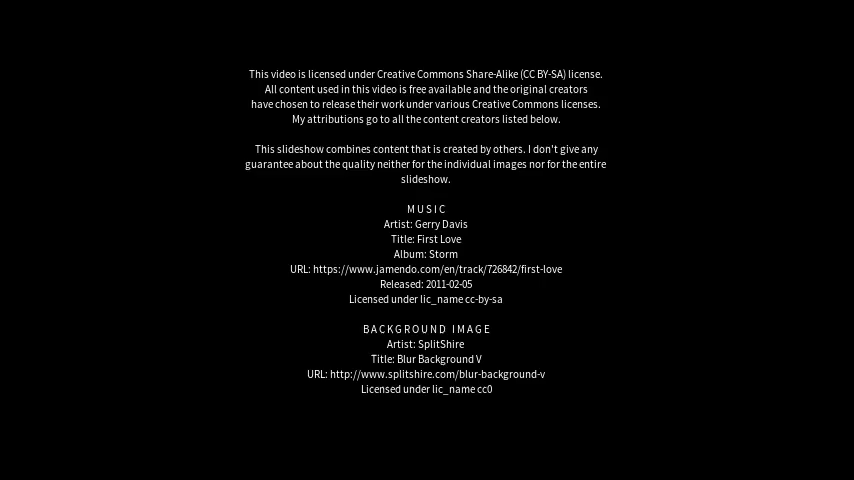 This video is licensed under Creative Commons Share-Alike (CC BY-SA) license.
All content used in this video is free available and the original creators
have chosen to release their work under various Creative Commons licenses.
My attributions go to all the content creators listed below.
This slideshow combines content that is created by others. I don't give any
guarantee about the quality neither for the individual images nor for the entire
slideshow.
MUSIC
Artist: Gerry Davis
Title: First Love
Album: Storm
URL: https://www.jamendo.com/en/track/726842/first-love
Released: 2011-02-05
Licensed under lic_name cc-by-sa
BACKGROUND IMAGE
Artist: SplitShire
Title: Blur Background V
URL: http://www.splitshire.com/blur-background-v
Licensed under lic_name cc0